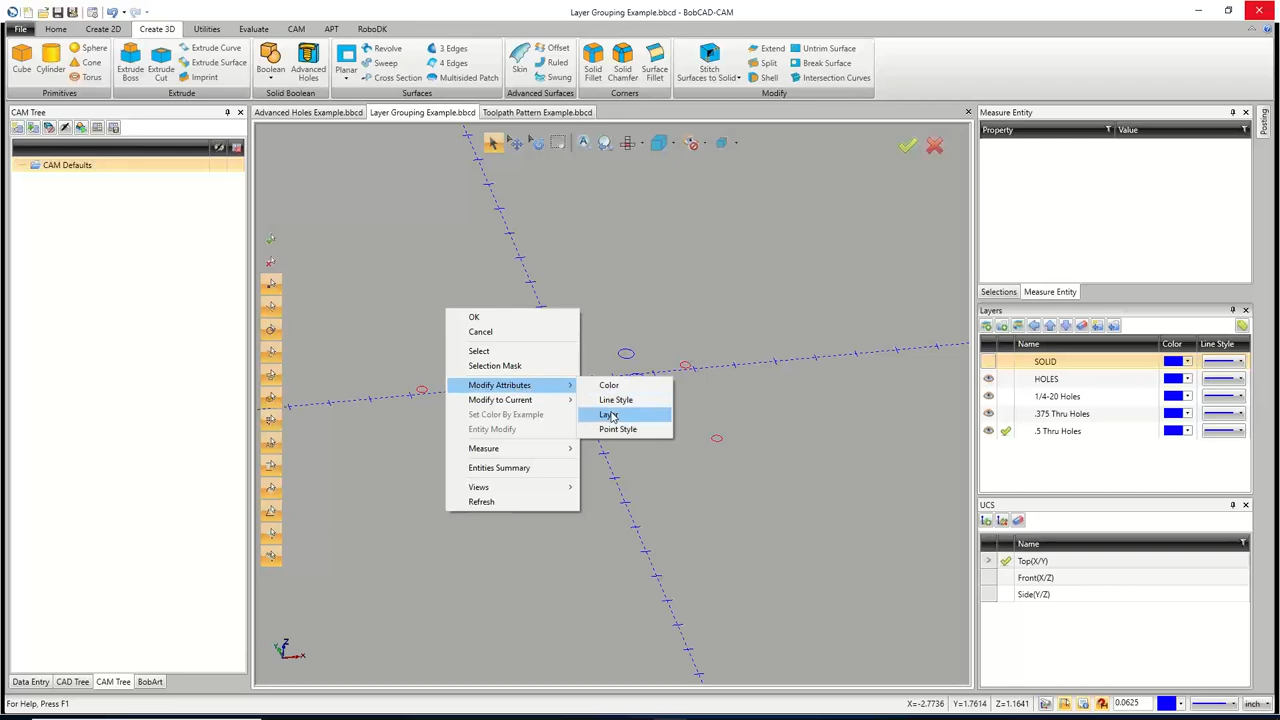 Layer Grouping Example.bbcd - BobCAD-CAM
File Home Create 2D Create 3D Utilities Evaluate CAM APT RoboDK
Cube Cylinder Sphere Cone Torus
Primitives
Extrude Boss Extrude Cut Extrude Curve Extrude Surface Imprint
Extrude
Boolean Advanced Holes
Solid Boolean
Planar Revolve Sweep Cross Section 3 Edges 4 Edges Multisided Patch
Surfaces
Skin Offset Ruled Swung
Advanced Surfaces
Solid Fillet Solid Chamfer Surface Fillet
Corners
Stitch Surfaces to Solid Extend Split Shell Untrim Surface Break Surface Intersection Curves
Modify
CAM Tree
Advanced Holes Example.bbcd Layer Grouping Example.bbcd Toolpath Pattern Example.bbcd
CAM Defaults
OK
Cancel
Select
Selection Mask
Modify Attributes
Modify to Current
Set Color By Example
Entity Modify
Measure
Entities Summary
Views
Refresh
Color
Line Style
Layer
Point Style
Z
X
Measure Entity
Property Value
Posting
Selections Measure Entity
Layers
Name Color Line Style
SOLID
HOLES
1/4-20 Holes
.375 Thru Holes
.5 Thru Holes
UCS
Name
> Top(X/Y)
Front(X/Z)
Side(Y/Z)
Data Entry CAD Tree CAM Tree BobArt
For Help, Press F1
X=-2.7736 Y=1.7614 Z=1.1641 0.0625 inch